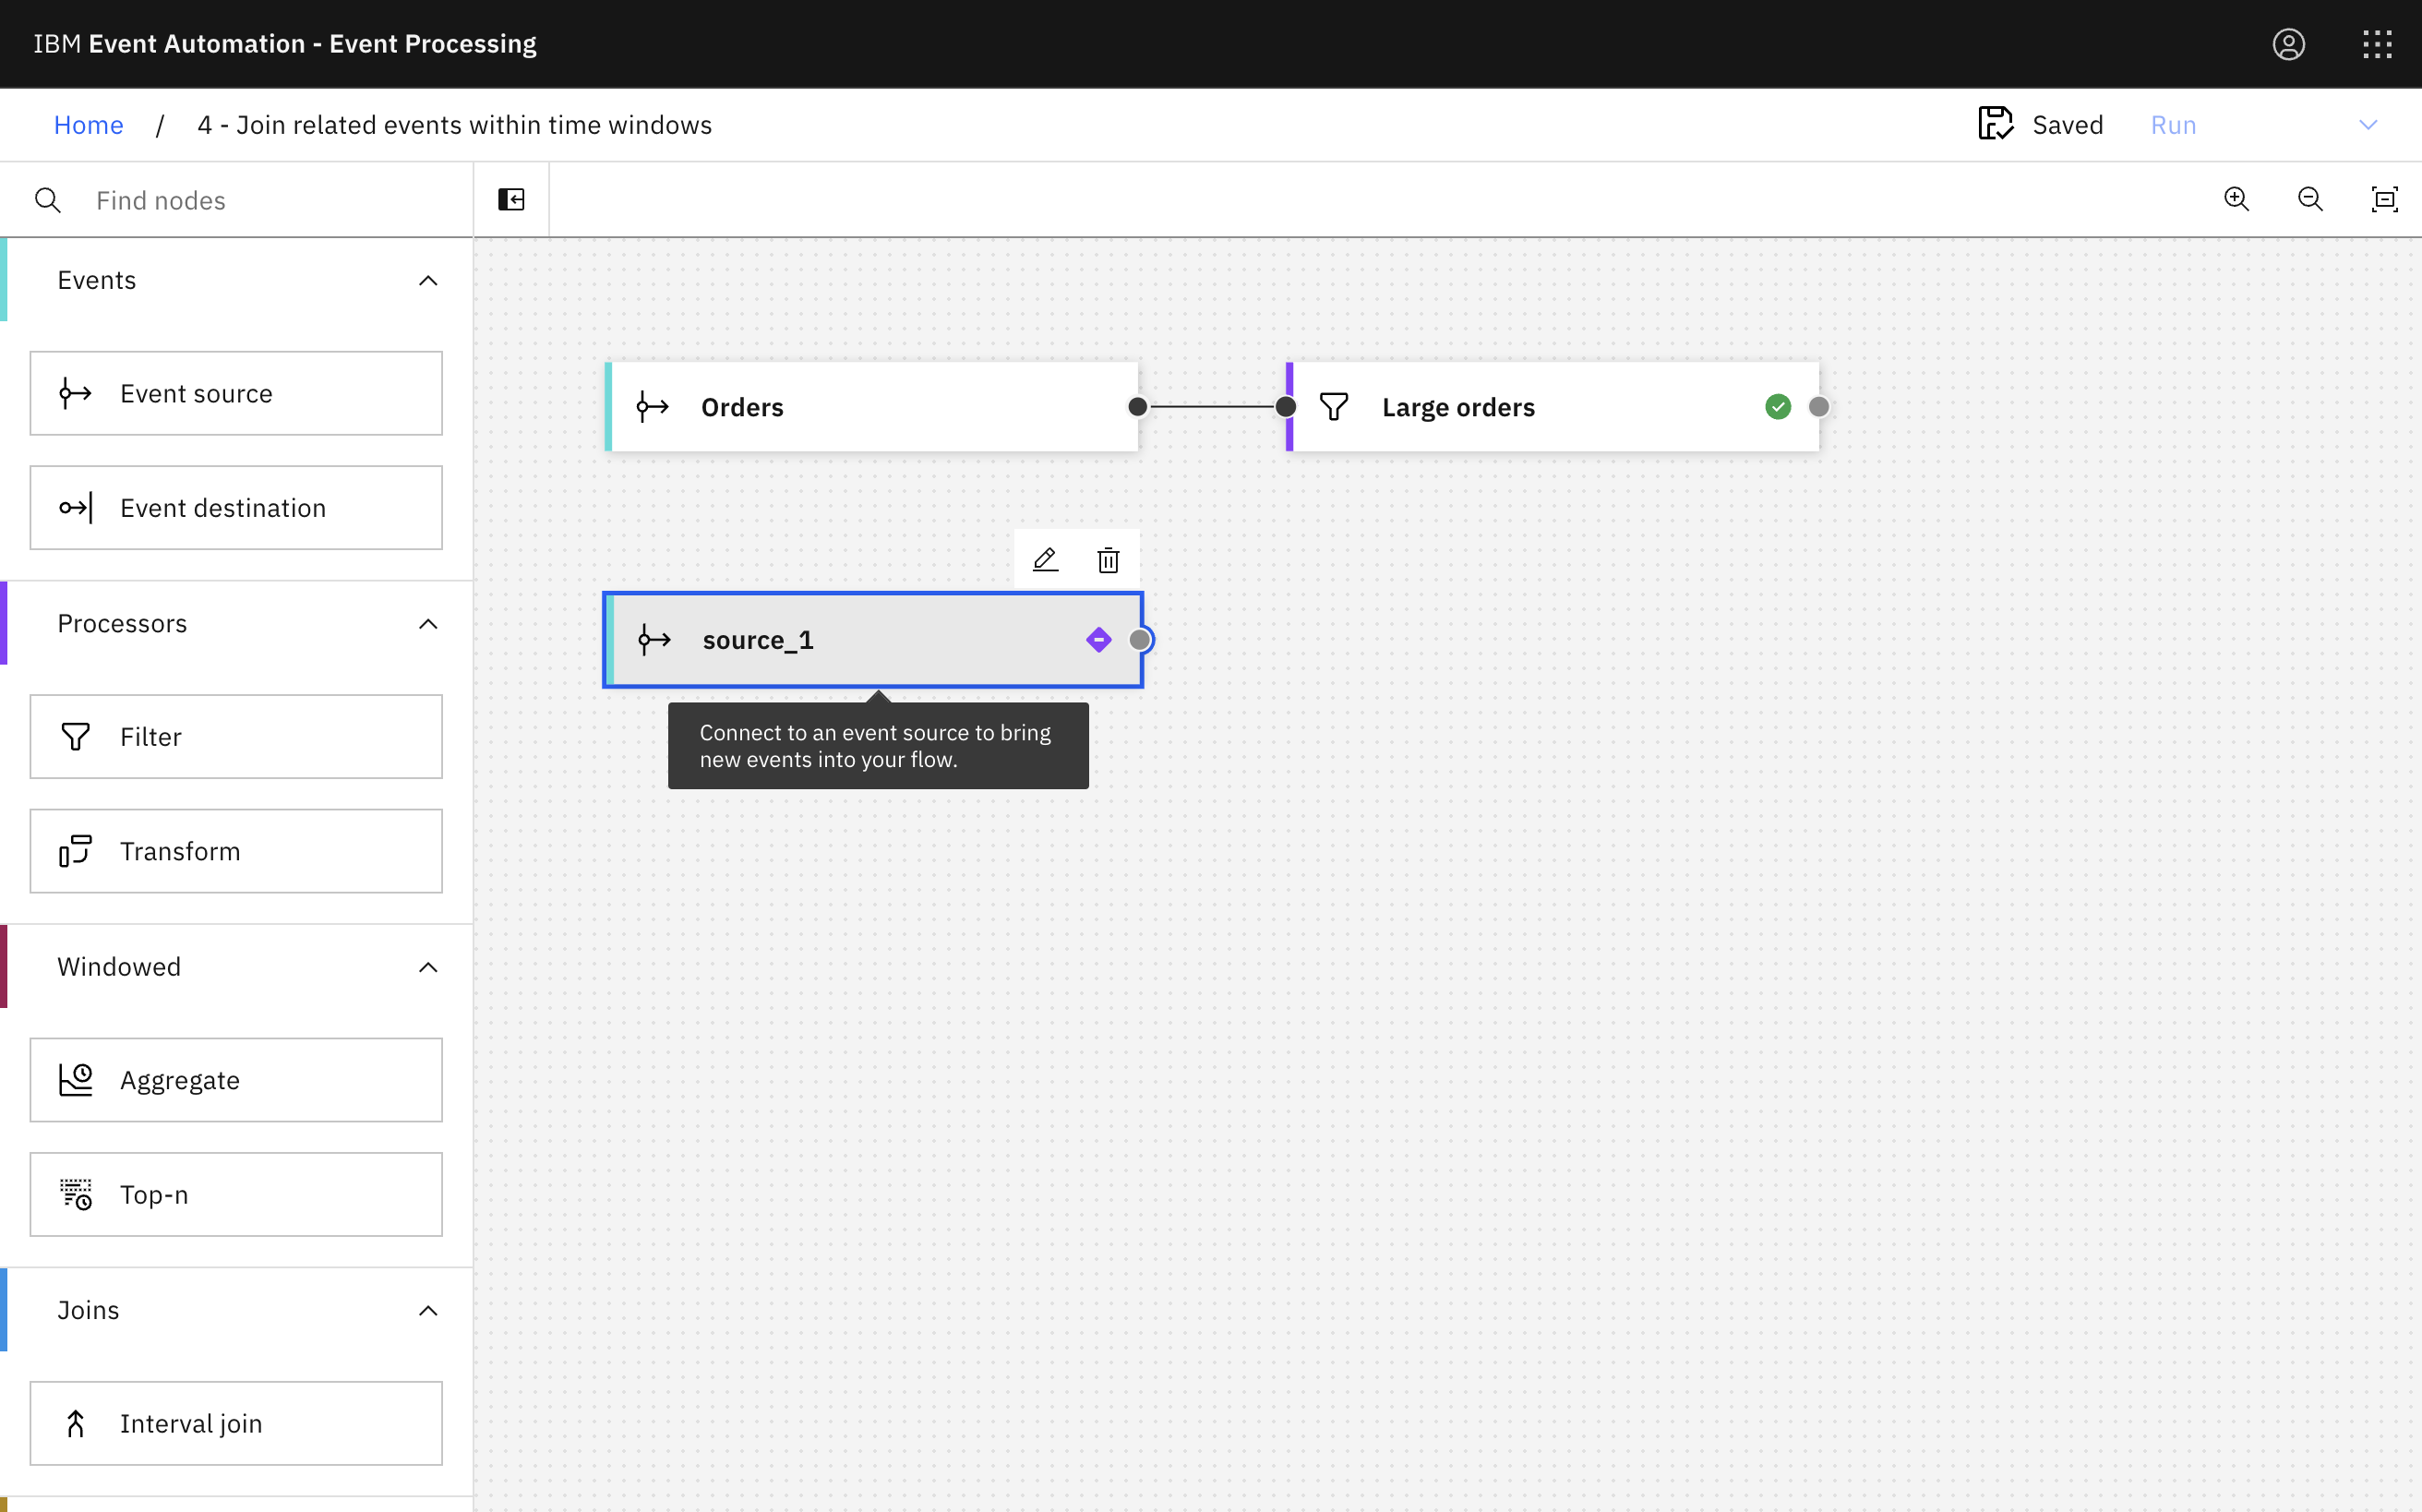 IBM Event Automation - Event Processing
Home / 4 - Join related events within time windows
Saved
Run
Find nodes
Events
Event source
Event destination
Processors
Filter
Transform
Windowed
Aggregate
Top-n
Joins
Interval join
Orders
Large orders
source_1
Connect to an event source to bring
new events into your flow.